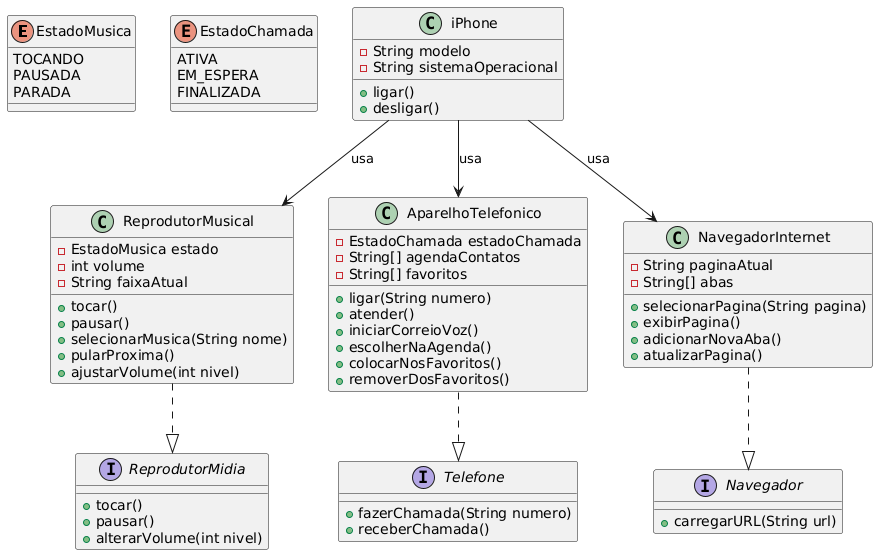 E EstadoMusica
TOCANDO
PAUSADA
PARADA
E EstadoChamada
ATIVA
EM_ESPERA
FINALIZADA
C iPhone
String modelo
String sistemaOperacional
ligar()
desligar()
usa
usa
usa
C ReprodutorMusical
EstadoMusica estado
int volume
String faixaAtual
tocar()
pausar()
selecionarMusica(String nome)
pularProxima()
ajustarVolume(int nivel)
C AparelhoTelefonico
EstadoChamada estadoChamada
String[] agendaContatos
String[] favoritos
ligar(String numero)
atender()
iniciarCorreioVoz()
escolherNaAgenda()
colocarNosFavoritos()
removerDosFavoritos()
C NavegadorInternet
String paginaAtual
String[] abas
selecionarPagina(String pagina)
exibirPagina()
adicionarNovaAba()
atualizarPagina()
I ReprodutorMidia
tocar()
pausar()
alterarVolume(int nivel)
I Telefone
fazerChamada(String numero)
receberChamada()
I Navegador
carregarURL(String url)